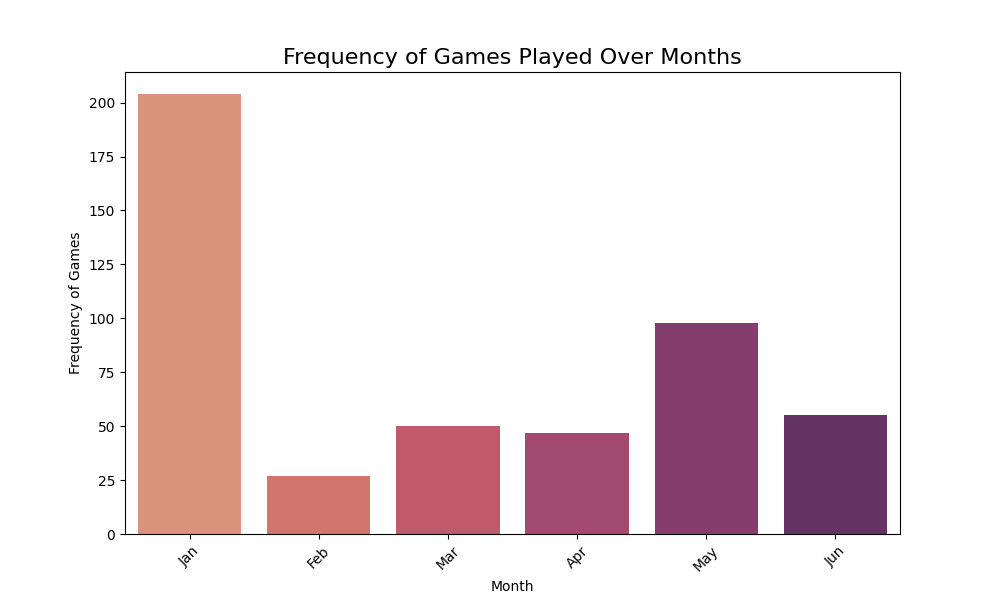 Frequency of Games Played Over Months
Frequency of Games
200
175
150
125
100
75
50
25
0
Jan
Feb
Mar
Apr
May
Jun
Month